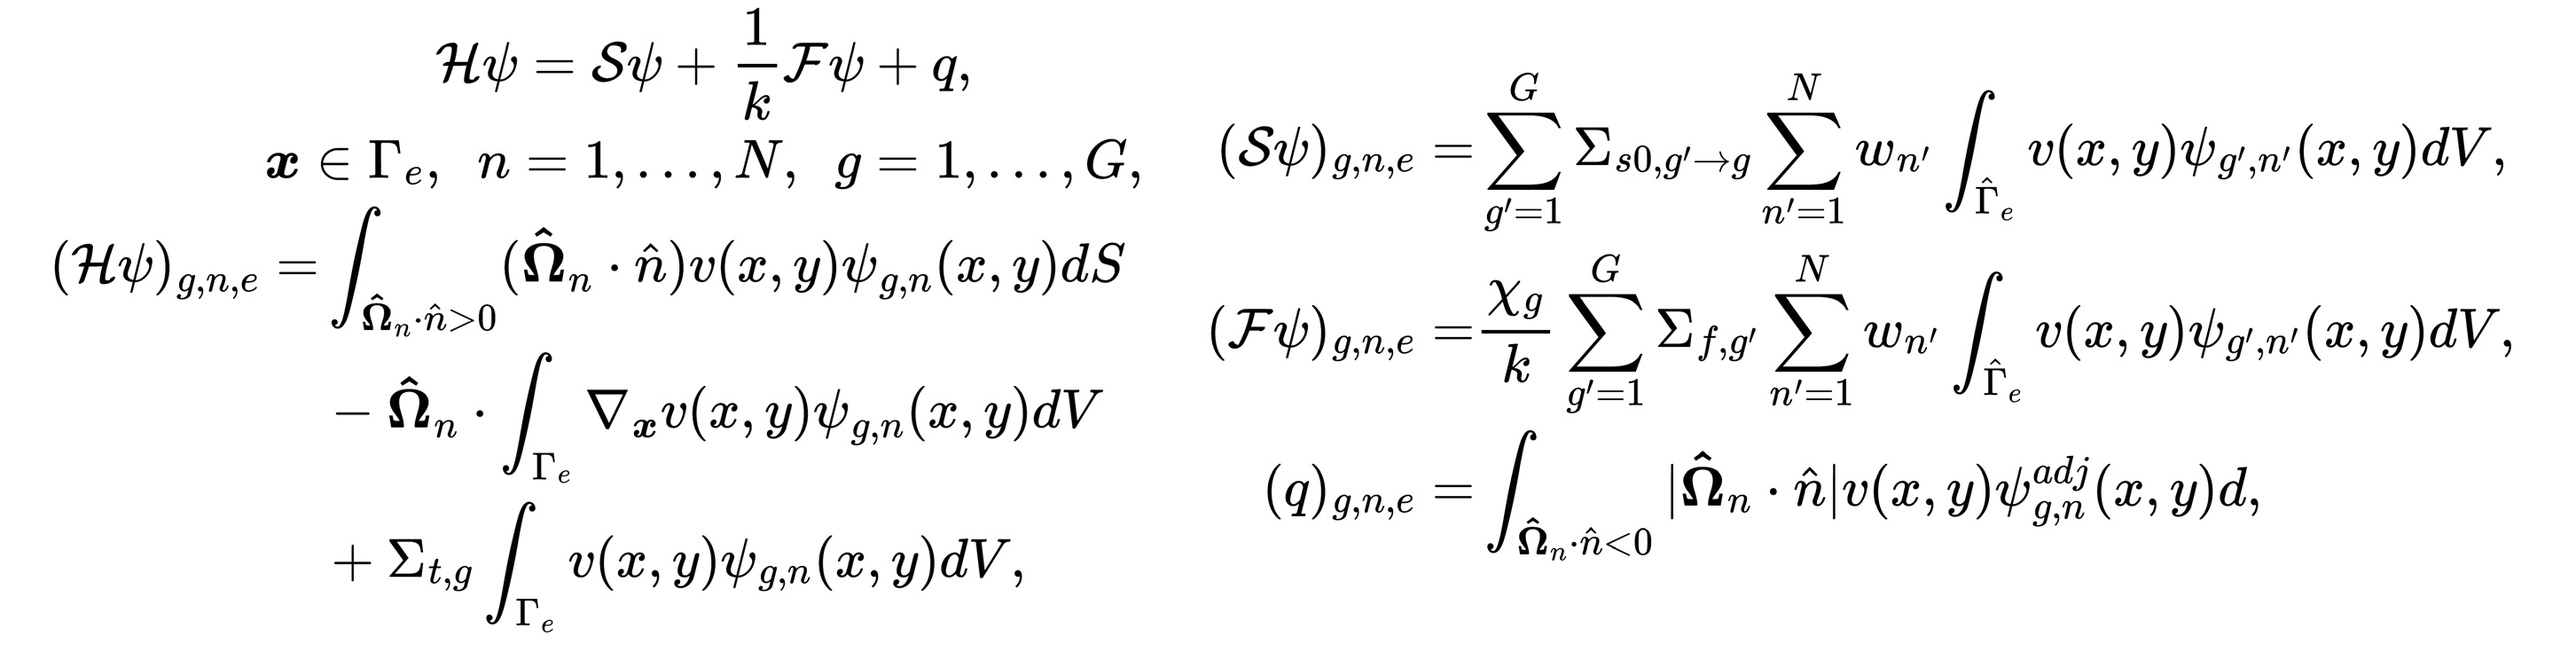 \mathcal{H}\psi = \mathcal{S}\psi + \frac{1}{k}\mathcal{F}\psi + q,
\boldsymbol{x} \in \Gamma_e, \;\; n = 1, \ldots, N, \;\; g = 1, \ldots, G,
(\mathcal{H}\psi)_{g,n,e} = \int_{\hat{\boldsymbol{\Omega}}_n \cdot \hat{n} > 0} (\hat{\boldsymbol{\Omega}}_n \cdot \hat{n}) v(x,y) \psi_{g,n}(x,y) dS
- \hat{\boldsymbol{\Omega}}_n \cdot \int_{\Gamma_e} \nabla_{\boldsymbol{x}} v(x,y) \psi_{g,n}(x,y) dV
+ \Sigma_{t,g} \int_{\Gamma_e} v(x,y) \psi_{g,n}(x,y) dV,
(\mathcal{S}\psi)_{g,n,e} = \sum_{g'=1}^{G} \Sigma_{s0,g' \to g} \sum_{n'=1}^{N} w_{n'} \int_{\hat{\Gamma}_e} v(x,y) \psi_{g',n'}(x,y) dV,
(\mathcal{F}\psi)_{g,n,e} = \frac{\chi_g}{k} \sum_{g'=1}^{G} \Sigma_{f,g'} \sum_{n'=1}^{N} w_{n'} \int_{\hat{\Gamma}_e} v(x,y) \psi_{g',n'}(x,y) dV,
(q)_{g,n,e} = \int_{\hat{\boldsymbol{\Omega}}_n \cdot \hat{n} < 0} |\hat{\boldsymbol{\Omega}}_n \cdot \hat{n}| v(x,y) \psi_{g,n}^{adj}(x,y) d,